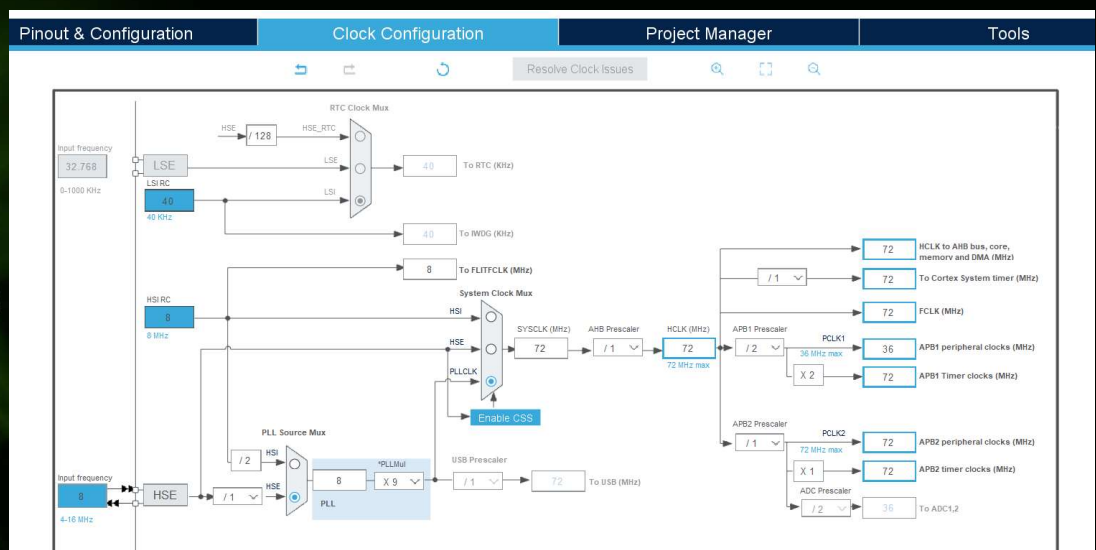 Pinout & Configuration
Clock Configuration
Project Manager
Tools
Resolve Clock Issues
RTC Clock Mux
HSE
/ 128
HSE_RTC
Input frequency
32.768
0-1000 KHz
LSE
LSE
40
To RTC (KHz)
LSI RC
40
40 KHz
LSI
40
To IWDG (KHz)
8
To FLITFCLK (MHz)
HSI RC
8
8 MHz
System Clock Mux
HSI
HSE
PLLCLK
SYSCLK (MHz)
72
AHB Prescaler
/ 1
HCLK (MHz)
72
72 MHz max
Enable CSS
72
HCLK to AHB bus, core,
memory and DMA (MHz)
/ 1
72
To Cortex System timer (MHz)
72
FCLK (MHz)
APB1 Prescaler
/ 2
PCLK1
36 MHz max
36
APB1 peripheral clocks (MHz)
X 2
72
APB1 Timer clocks (MHz)
APB2 Prescaler
/ 1
PCLK2
72 MHz max
72
APB2 peripheral clocks (MHz)
X 1
72
APB2 timer clocks (MHz)
ADC Prescaler
/ 2
36
To ADC1,2
PLL Source Mux
/ 2
HSI
Input frequency
8
4-16 MHz
HSE
/ 1
HSE
8
*PLLMul
X 9
PLL
USB Prescaler
/ 1
72
To USB (MHz)